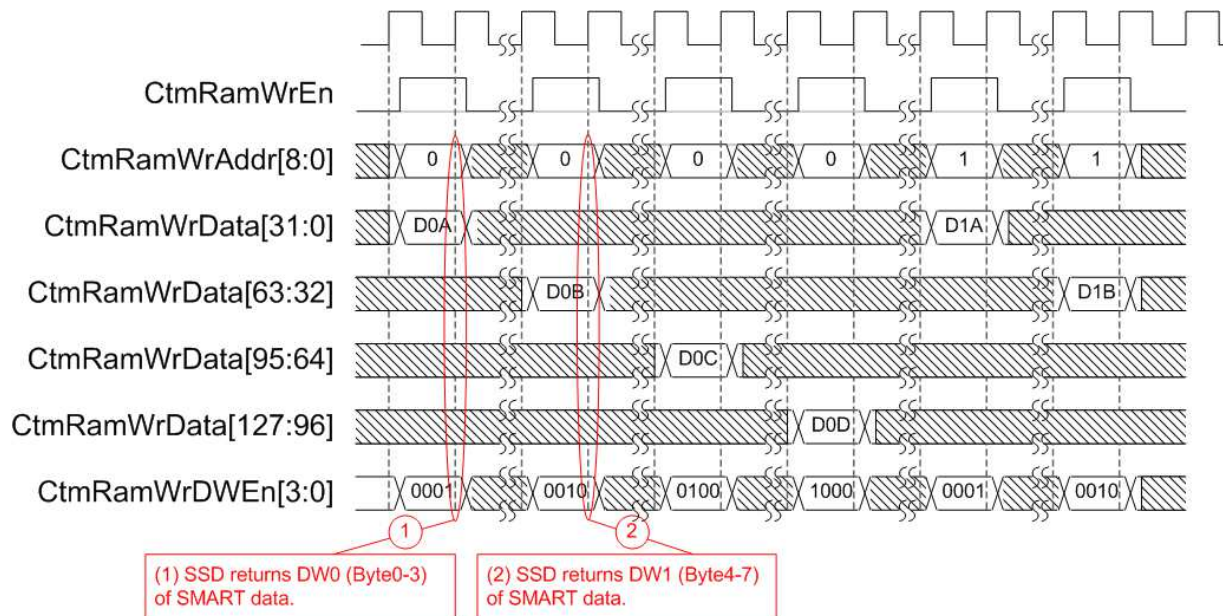 CtmRamWrEn
CtmRamWrAddr[8:0] 0 0 0 0 1 1
CtmRamWrData[31:0] D0A D1A
CtmRamWrData[63:32] D0B D1B
CtmRamWrData[95:64] D0C
CtmRamWrData[127:96] D0D
CtmRamWrDWEn[3:0] 0001 0010 0100 1000 0001 0010
1 2
(1) SSD returns DW0 (Byte0-3)
of SMART data.
(2) SSD returns DW1 (Byte4-7)
of SMART data.